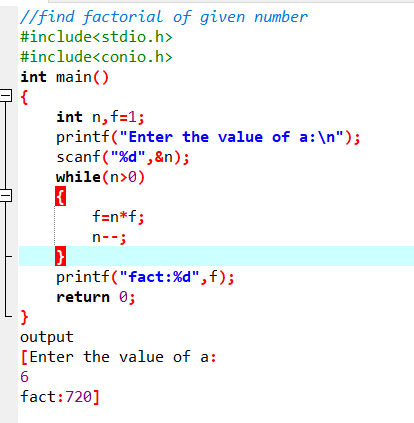 //find factorial of given number
#include<stdio.h>
#include<conio.h>
int main()
{
int n,f=1;
printf("Enter the value of a:\n");
scanf("%d",&n);
while(n>0)
{
f=n*f;
n--;
}
printf("fact:%d",f);
return 0;
}
output
[Enter the value of a:
6
fact:720]